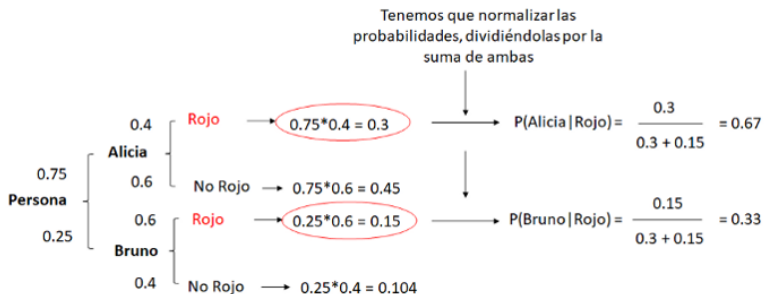 Tenemos que normalizar las
probabilidades, dividiéndolas por la
suma de ambas
0.4 Rojo 0.75*0.4 = 0.3 P(Alicia|Rojo) = 0.3 / 0.3 + 0.15 = 0.67
Alicia
0.75
0.6 No Rojo 0.75*0.6 = 0.45
Persona
0.6 Rojo 0.25*0.6 = 0.15 P(Bruno|Rojo) = 0.15 / 0.3 + 0.15 = 0.33
0.25
Bruno
0.4 No Rojo 0.25*0.4 = 0.104